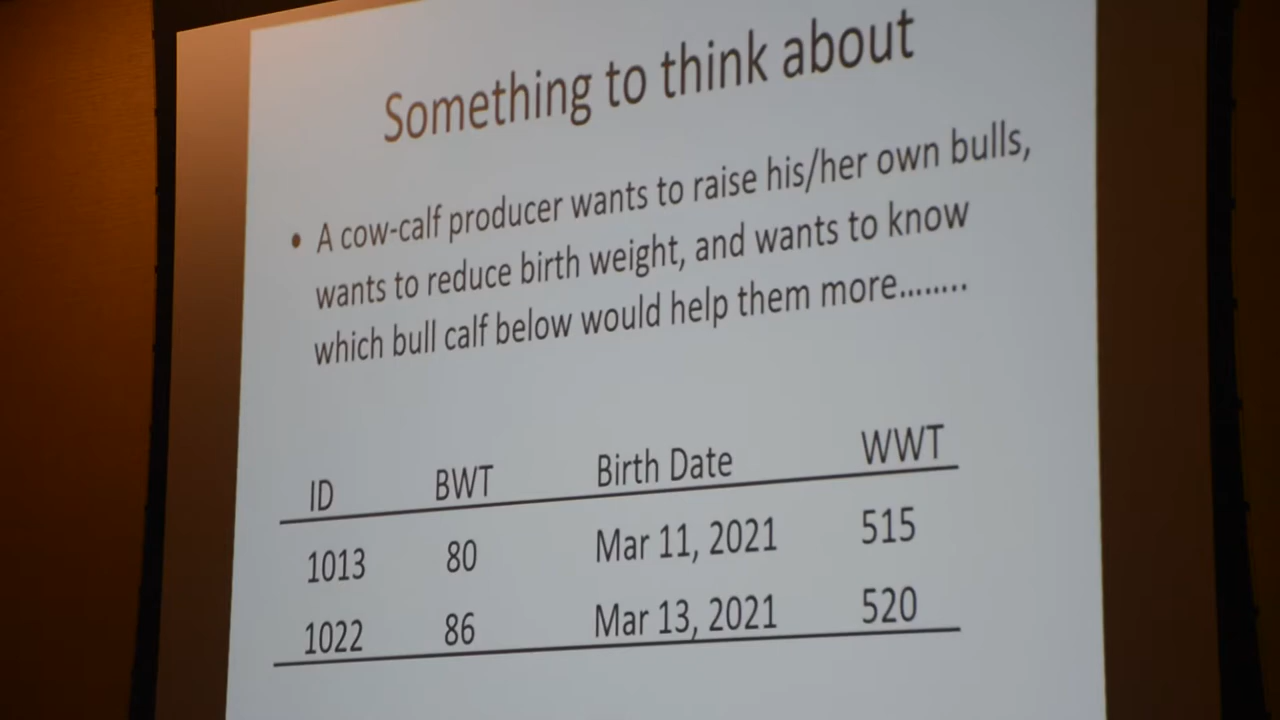 Something to think about
• A cow-calf producer wants to raise his/her own bulls,
wants to reduce birth weight, and wants to know
which bull calf below would help them more........
ID BWT Birth Date WWT
1013 80 Mar 11, 2021 515
1022 86 Mar 13, 2021 520